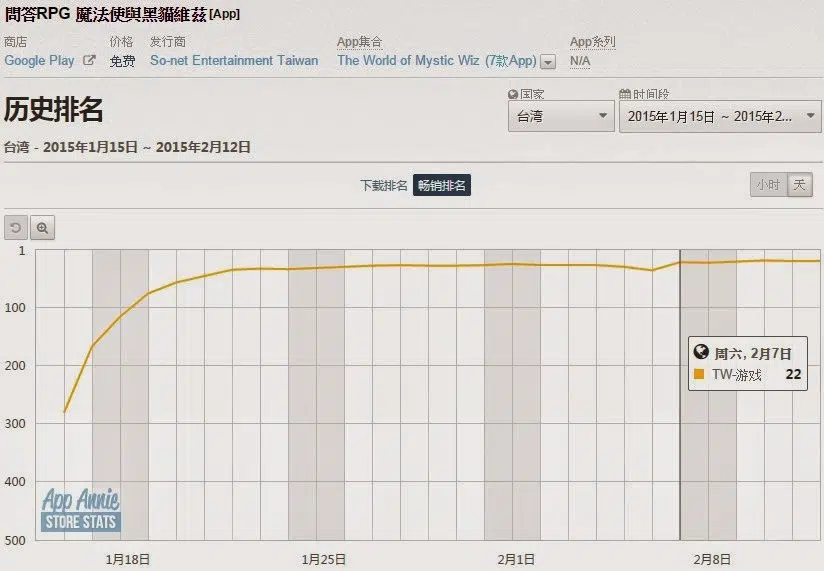 問答RPG 魔法使與黑貓維茲[App]
商店 价格 发行商 App集合 App系列
Google Play 免费 So-net Entertainment Taiwan The World of Mystic Wiz (7款App) N/A
历史排名
国家 时间段
台湾 2015年1月15日 ~ 2015年2...
台湾 - 2015年1月15日 ~ 2015年2月12日
下载排名 畅销排名 小时 天
1
100
200
300
400
500
周六, 2月7日
TW-游戏 22
App Annie
STORE STATS
1月18日 1月25日 2月1日 2月8日